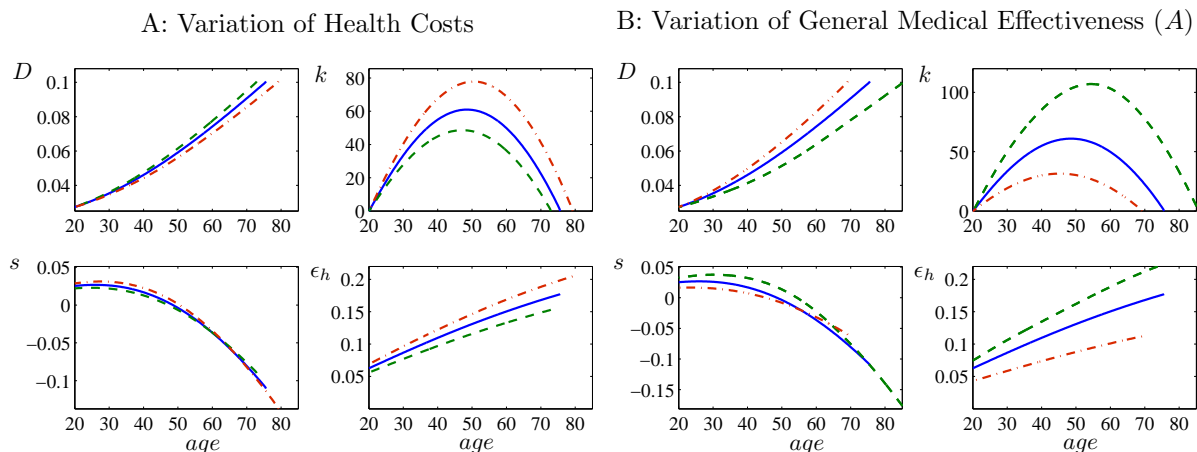 A: Variation of Health Costs
B: Variation of General Medical Effectiveness (A)
D
0.1
0.08
0.06
0.04
20 30 40 50 60 70 80
k
80
60
40
20
0
20 30 40 50 60 70 80
D
0.1
0.08
0.06
0.04
20 30 40 50 60 70 80
k
100
50
0
20 30 40 50 60 70 80
s
0.05
0
−0.05
−0.1
20 30 40 50 60 70 80
age
ϵh
0.2
0.15
0.1
0.05
20 30 40 50 60 70 80
age
s
0.05
0
−0.05
−0.1
−0.15
20 30 40 50 60 70 80
age
ϵh
0.2
0.15
0.1
0.05
20 30 40 50 60 70 80
age